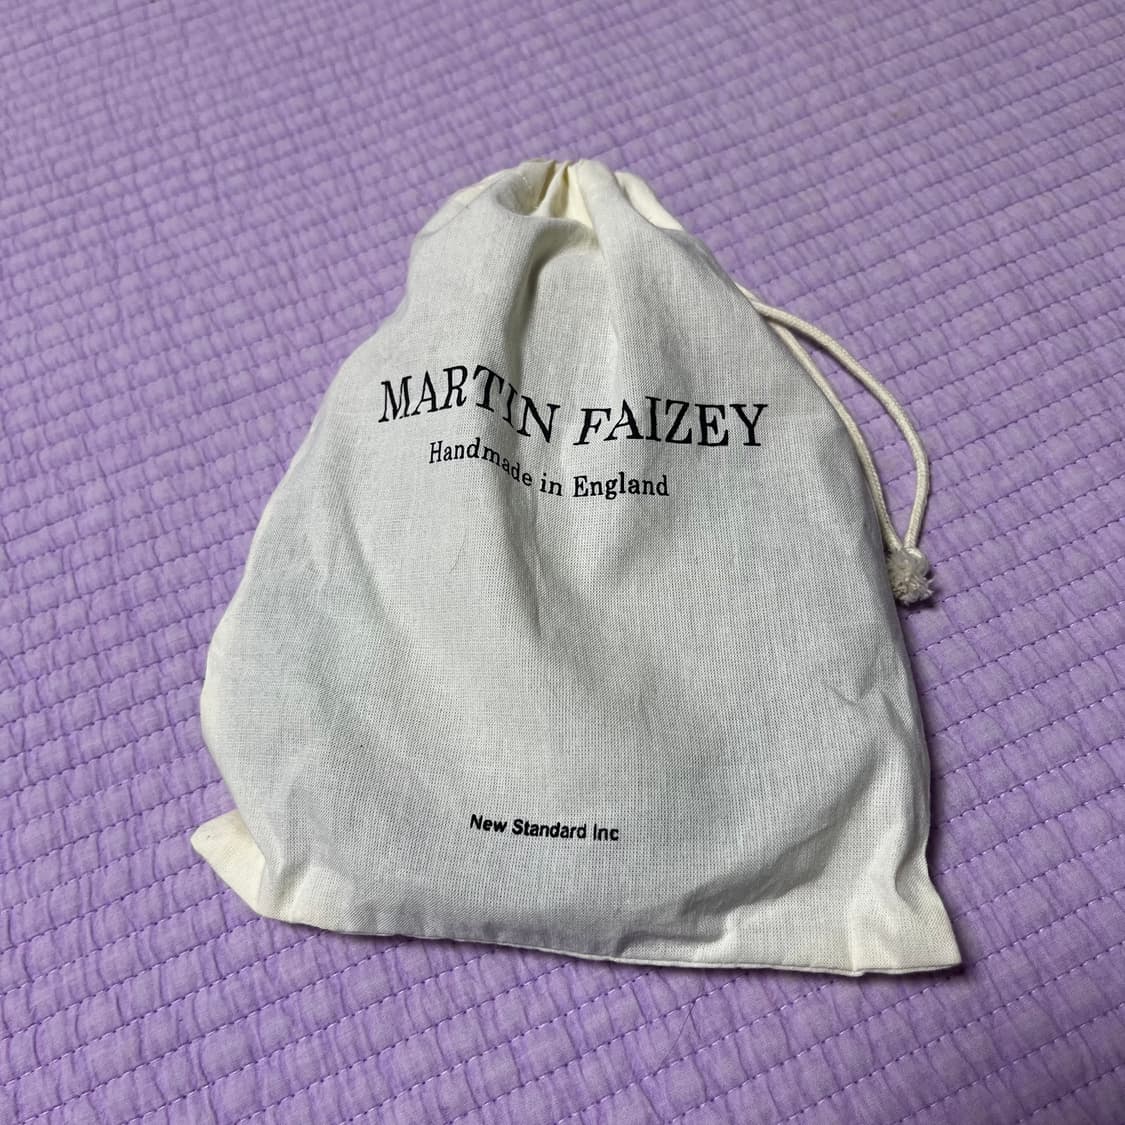 MARTIN FAIZEY
Handmade in England
New Standard Inc